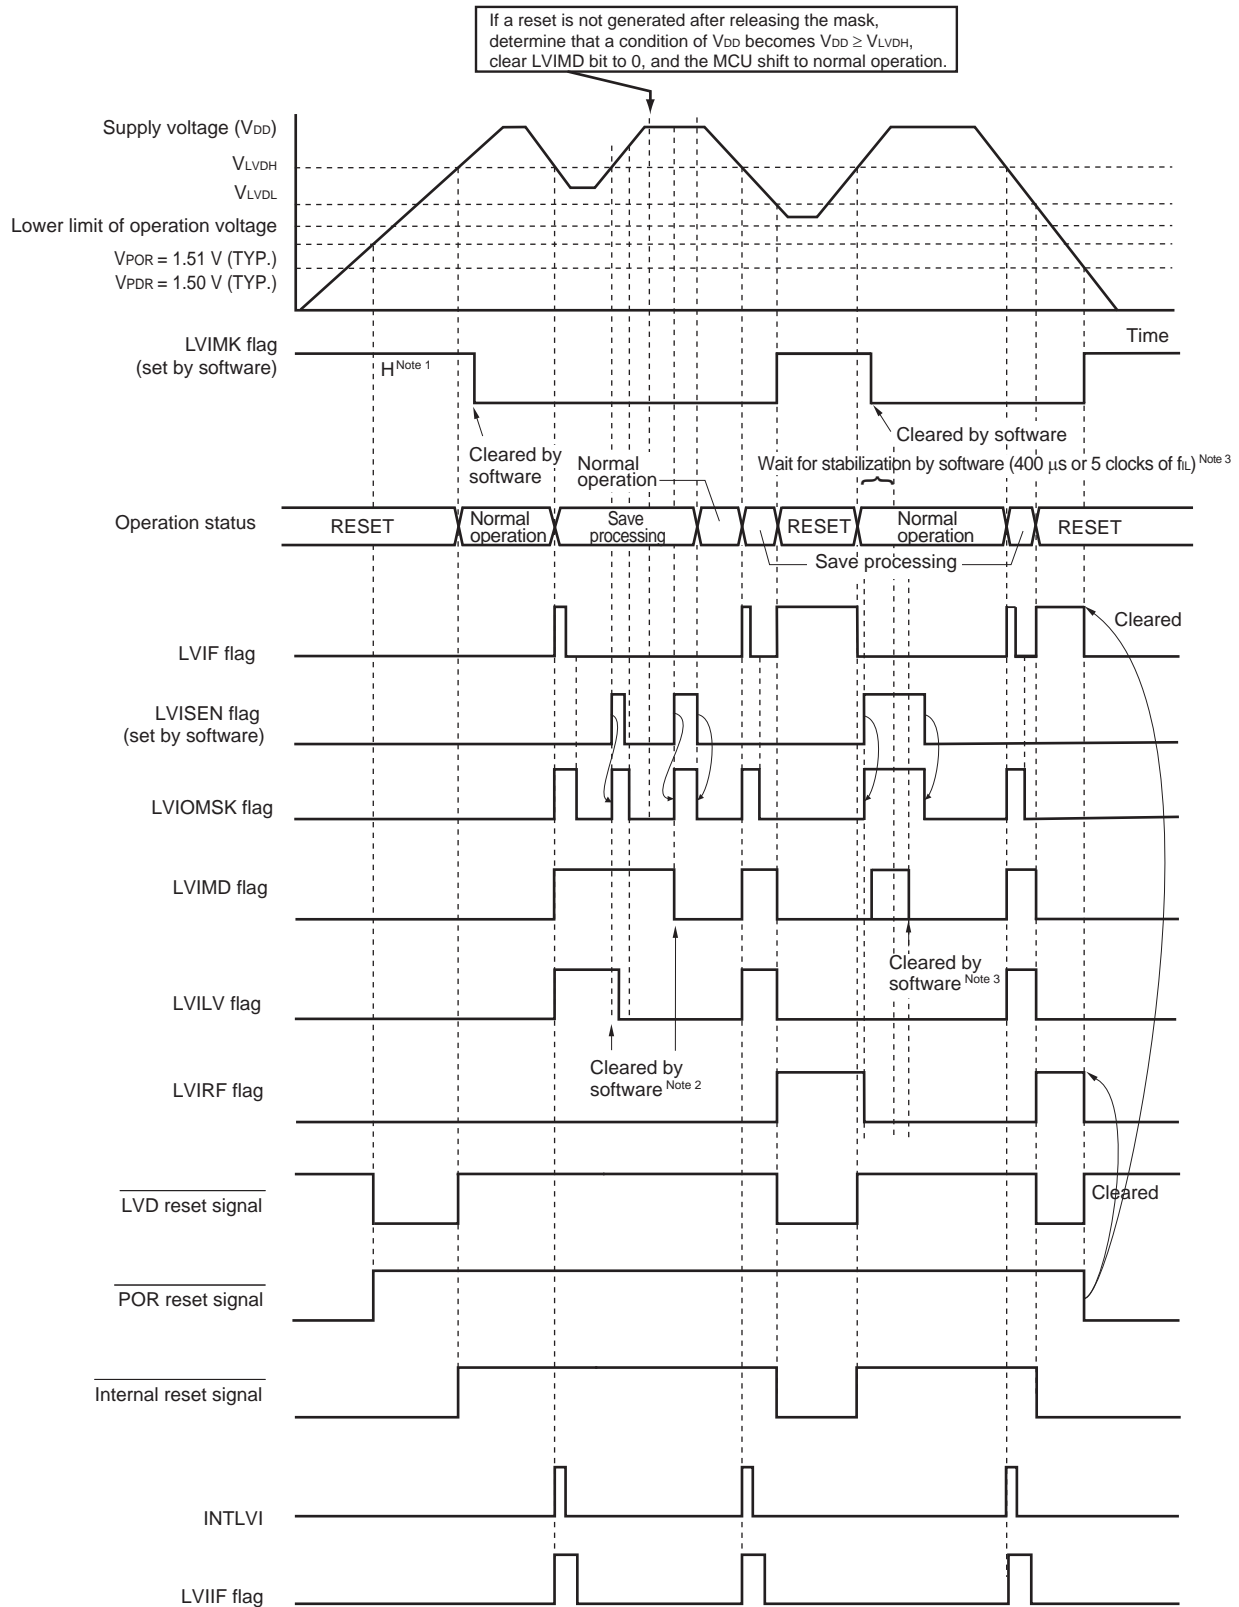 If a reset is not generated after releasing the mask,
determine that a condition of VDD becomes VDD ≥ VLVDH,
clear LVIMD bit to 0, and the MCU shift to normal operation.
Supply voltage (VDD)
VLVDH
VLVDL
Lower limit of operation voltage
VPOR = 1.51 V (TYP.)
VPDR = 1.50 V (TYP.)
Time
LVIMK flag
(set by software)
H Note 1
Cleared by
software
Cleared by software
Normal
operation
Wait for stabilization by software (400 μs or 5 clocks of fIL) Note 3
Operation status
RESET
Normal
operation
Save
processing
RESET
Normal
operation
RESET
Save processing
Cleared
LVIF flag
LVISEN flag
(set by software)
LVIOMSK flag
LVIMD flag
Cleared by
software Note 3
LVILV flag
Cleared by
software Note 2
LVIRF flag
LVD reset signal
Cleared
POR reset signal
Internal reset signal
INTLVI
LVIIF flag